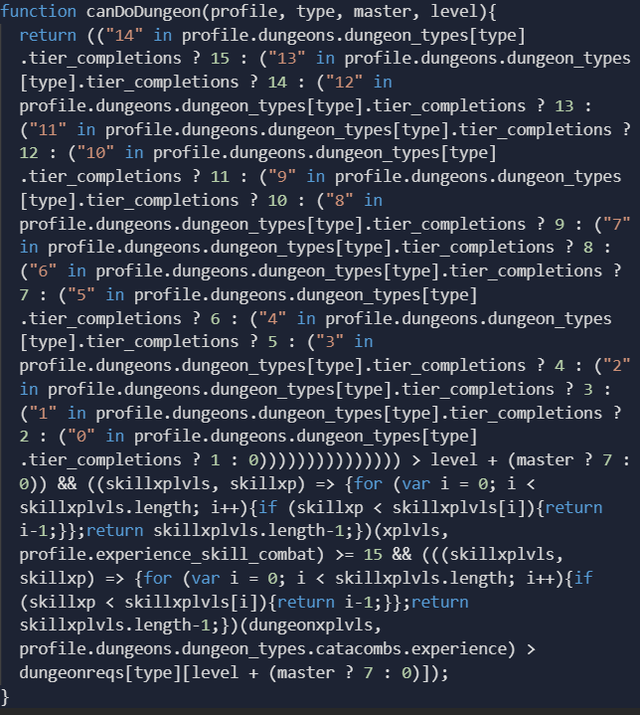 function canDoDungeon(profile, type, master, level){
return (("14" in profile.dungeons.dungeon_types[type]
.tier_completions ? 15 : ("13" in profile.dungeons.dungeon_types
[type].tier_completions ? 14 : ("12" in
profile.dungeons.dungeon_types[type].tier_completions ? 13 :
("11" in profile.dungeons.dungeon_types[type].tier_completions ?
12 : ("10" in profile.dungeons.dungeon_types[type]
.tier_completions ? 11 : ("9" in profile.dungeons.dungeon_types
[type].tier_completions ? 10 : ("8" in
profile.dungeons.dungeon_types[type].tier_completions ? 9 : ("7"
in profile.dungeons.dungeon_types[type].tier_completions ? 8 :
("6" in profile.dungeons.dungeon_types[type].tier_completions ?
7 : ("5" in profile.dungeons.dungeon_types[type]
.tier_completions ? 6 : ("4" in profile.dungeons.dungeon_types
[type].tier_completions ? 5 : ("3" in
profile.dungeons.dungeon_types[type].tier_completions ? 4 : ("2"
in profile.dungeons.dungeon_types[type].tier_completions ? 3 :
("1" in profile.dungeons.dungeon_types[type].tier_completions ?
2 : ("0" in profile.dungeons.dungeon_types[type]
.tier_completions ? 1 : 0))))))))))))))) > level + (master ? 7 :
0)) && ((skillxplvls, skillxp) => {for (var i = 0; i <
skillxplvls.length; i++){if (skillxp < skillxplvls[i]){return
i-1;}};return skillxplvls.length-1;})(xplvls,
profile.experience_skill_combat) >= 15 && (((skillxplvls,
skillxp) => {for (var i = 0; i < skillxplvls.length; i++){if
(skillxp < skillxplvls[i]){return i-1;}};return
skillxplvls.length-1;})(dungeonxplvls,
profile.dungeons.dungeon_types.catacombs.experience) >
dungeonreqs[type][level + (master ? 7 : 0)]);
}